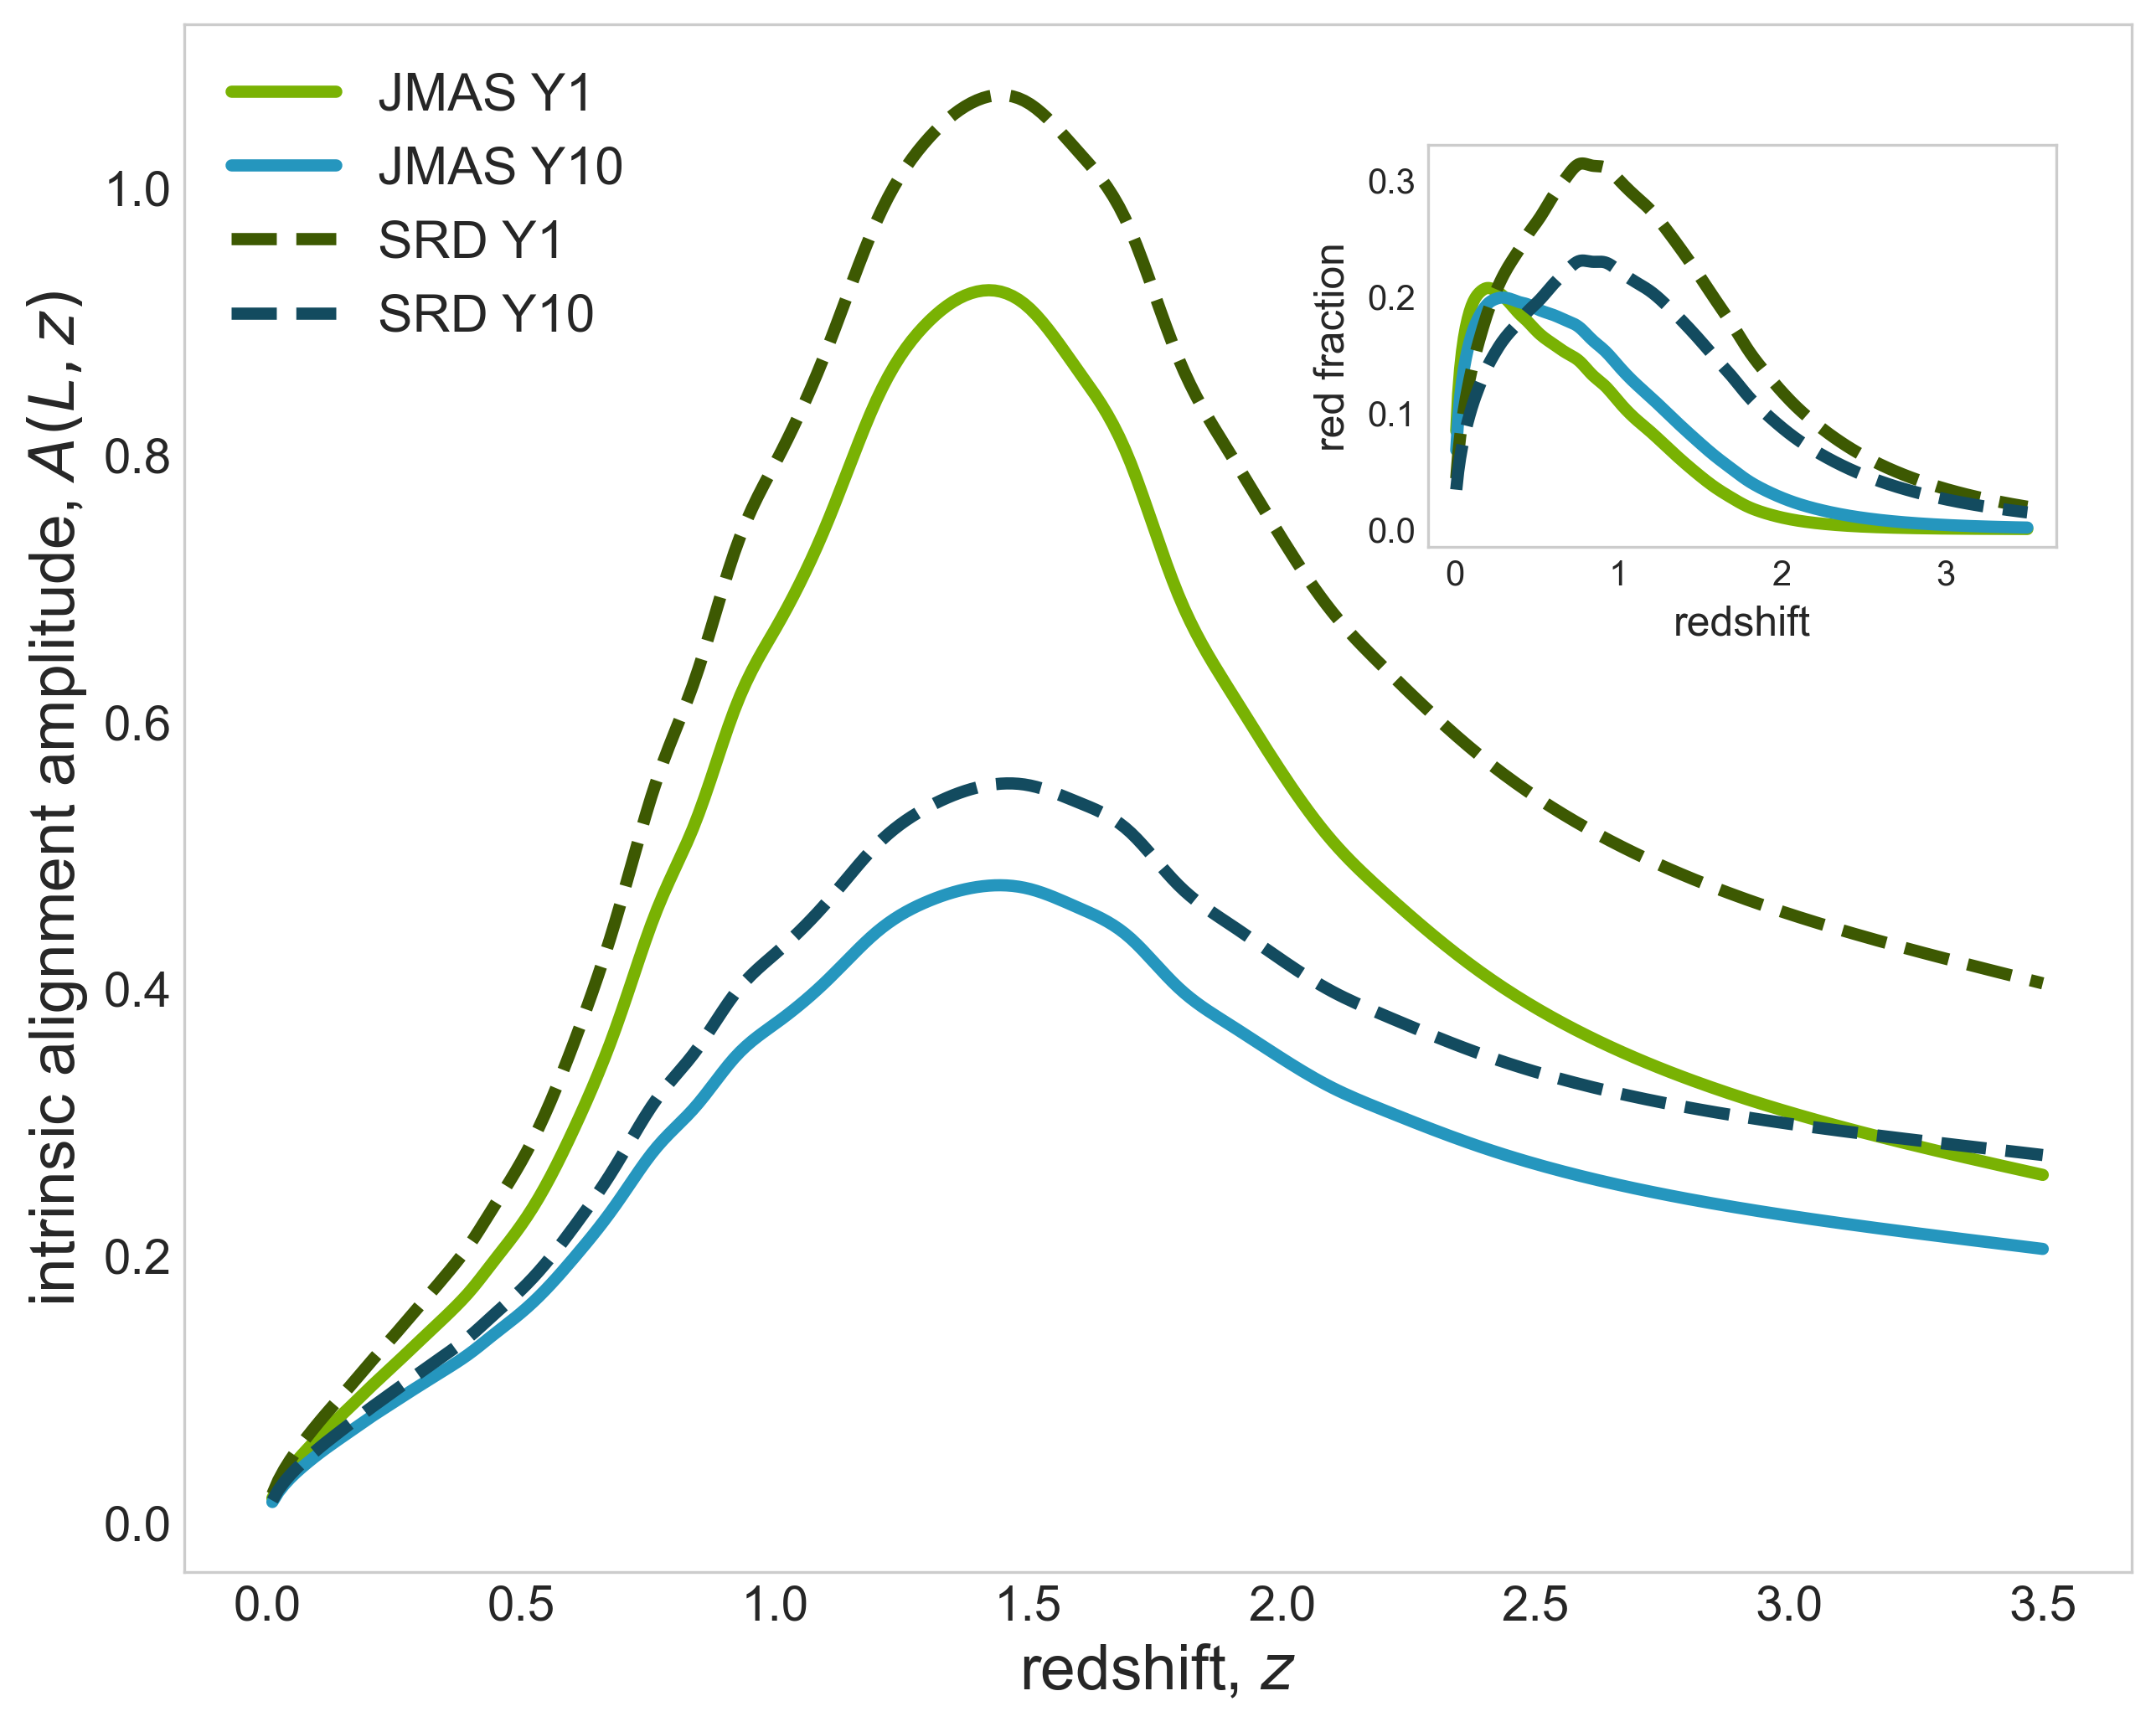 JMAS Y1
JMAS Y10
SRD Y1
SRD Y10
intrinsic alignment amplitude, A(L, z)
1.0
0.8
0.6
0.4
0.2
0.0
0.0 0.5 1.0 1.5 2.0 2.5 3.0 3.5
redshift, z
red fraction
0.3
0.2
0.1
0.0
0 1 2 3
redshift